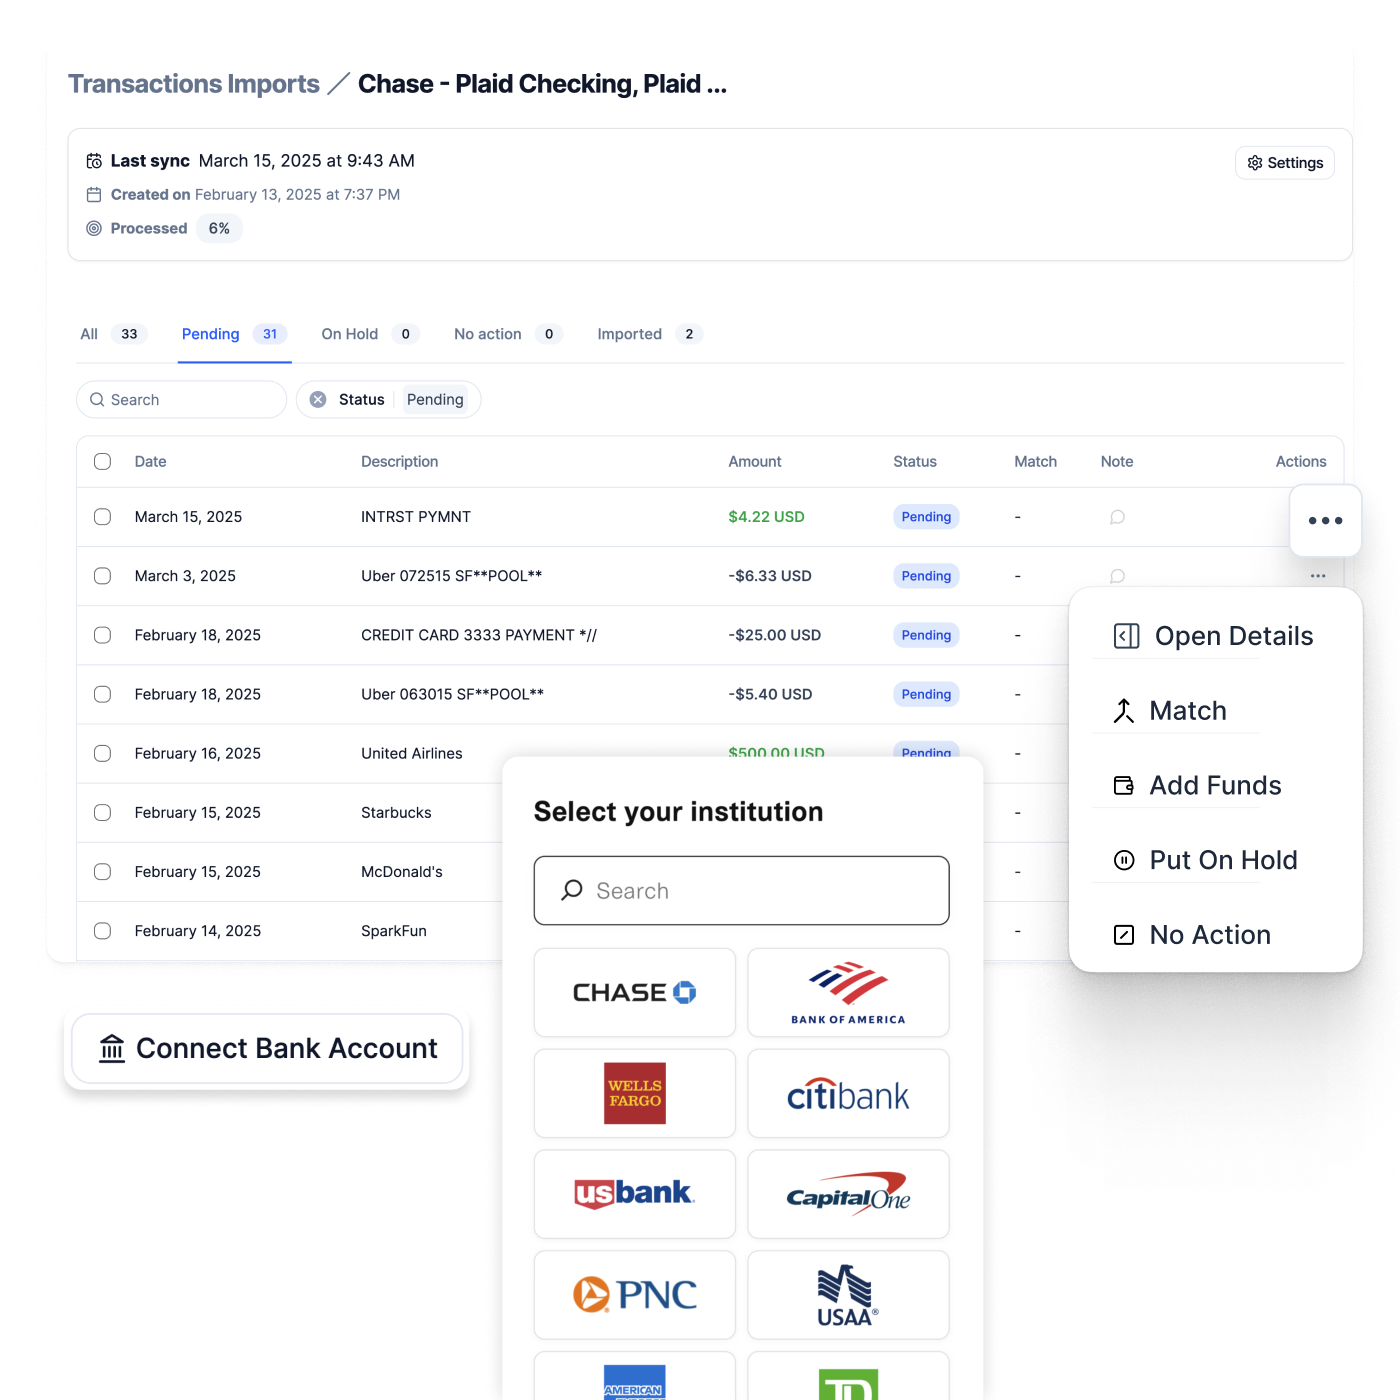 Transactions Imports / Chase - Plaid Checking, Plaid ...
Last sync March 15, 2025 at 9:43 AM
Settings
Created on February 13, 2025 at 7:37 PM
Processed 6%
All 33 Pending 31 On Hold 0 No action 0 Imported 2
Search Status Pending
Date Description Amount Status Match Note Actions
March 15, 2025 INTRST PYMNT $4.22 USD Pending -
March 3, 2025 Uber 072515 SF**POOL** -$6.33 USD Pending - ...
February 18, 2025 CREDIT CARD 3333 PAYMENT *// -$25.00 USD Pending -
February 18, 2025 Uber 063015 SF**POOL** -$5.40 USD Pending -
February 16, 2025 United Airlines $500.00 USD Pending -
February 15, 2025 Starbucks -
February 15, 2025 McDonald's -
February 14, 2025 SparkFun -
Open Details
Match
Add Funds
Put On Hold
No Action
Connect Bank Account
Select your institution
Search
CHASE
BANK OF AMERICA
WELLS
FARGO
citibank
usbank.
Capital One
PNC
USAA®
AMERICAN
TD